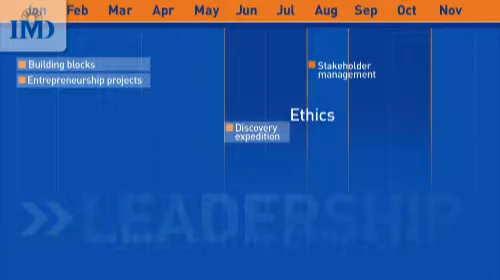 Jan Feb Mar Apr May Jun Jul Aug Sep Oct Nov
IMD
Building blocks
Entrepreneurship projects
Stakeholder
management
Ethics
Discovery
expedition
LEADERSHIP